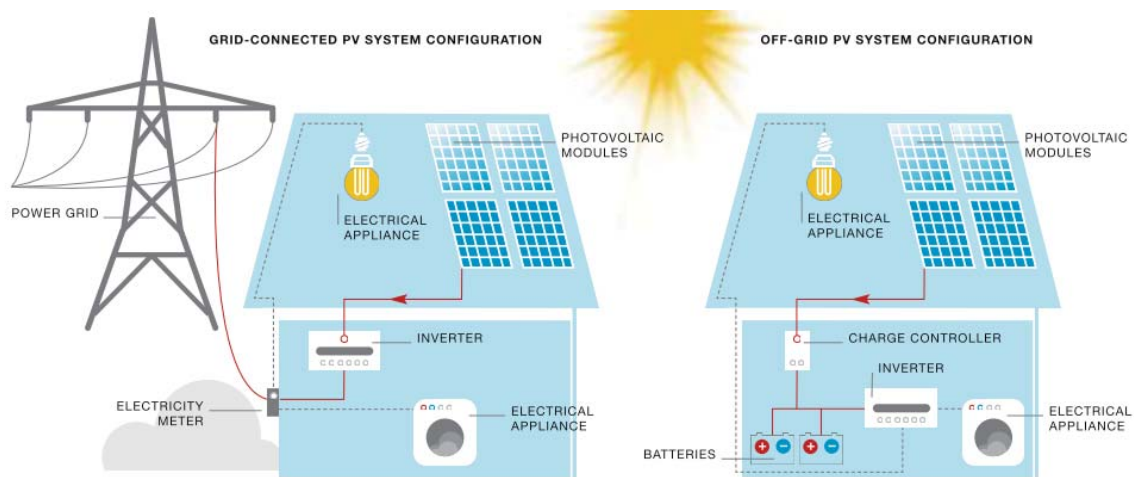 GRID-CONNECTED PV SYSTEM CONFIGURATION
PHOTOVOLTAIC
MODULES
POWER GRID
ELECTRICAL
APPLIANCE
INVERTER
ELECTRICITY
METER
ELECTRICAL
APPLIANCE
OFF-GRID PV SYSTEM CONFIGURATION
PHOTOVOLTAIC
MODULES
ELECTRICAL
APPLIANCE
CHARGE CONTROLLER
INVERTER
ELECTRICAL
APPLIANCE
BATTERIES
+ − + −